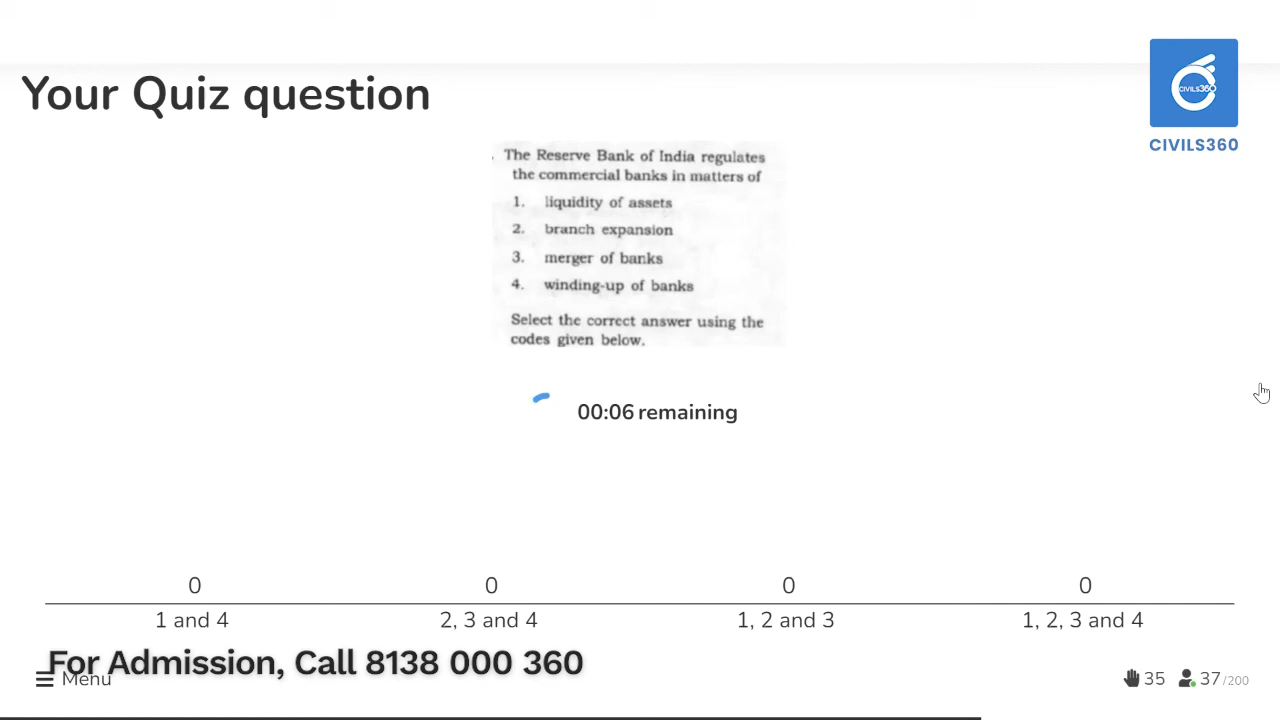 Your Quiz question
CIVILS360
CIVILS360
The Reserve Bank of India regulates
the commercial banks in matters of
1. liquidity of assets
2. branch expansion
3. merger of banks
4. winding-up of banks
Select the correct answer using the
codes given below.
00:06 remaining
0 0 0 0
1 and 4 2, 3 and 4 1, 2 and 3 1, 2, 3 and 4
For Admission, Call 8138 000 360
Menu 35 37/200